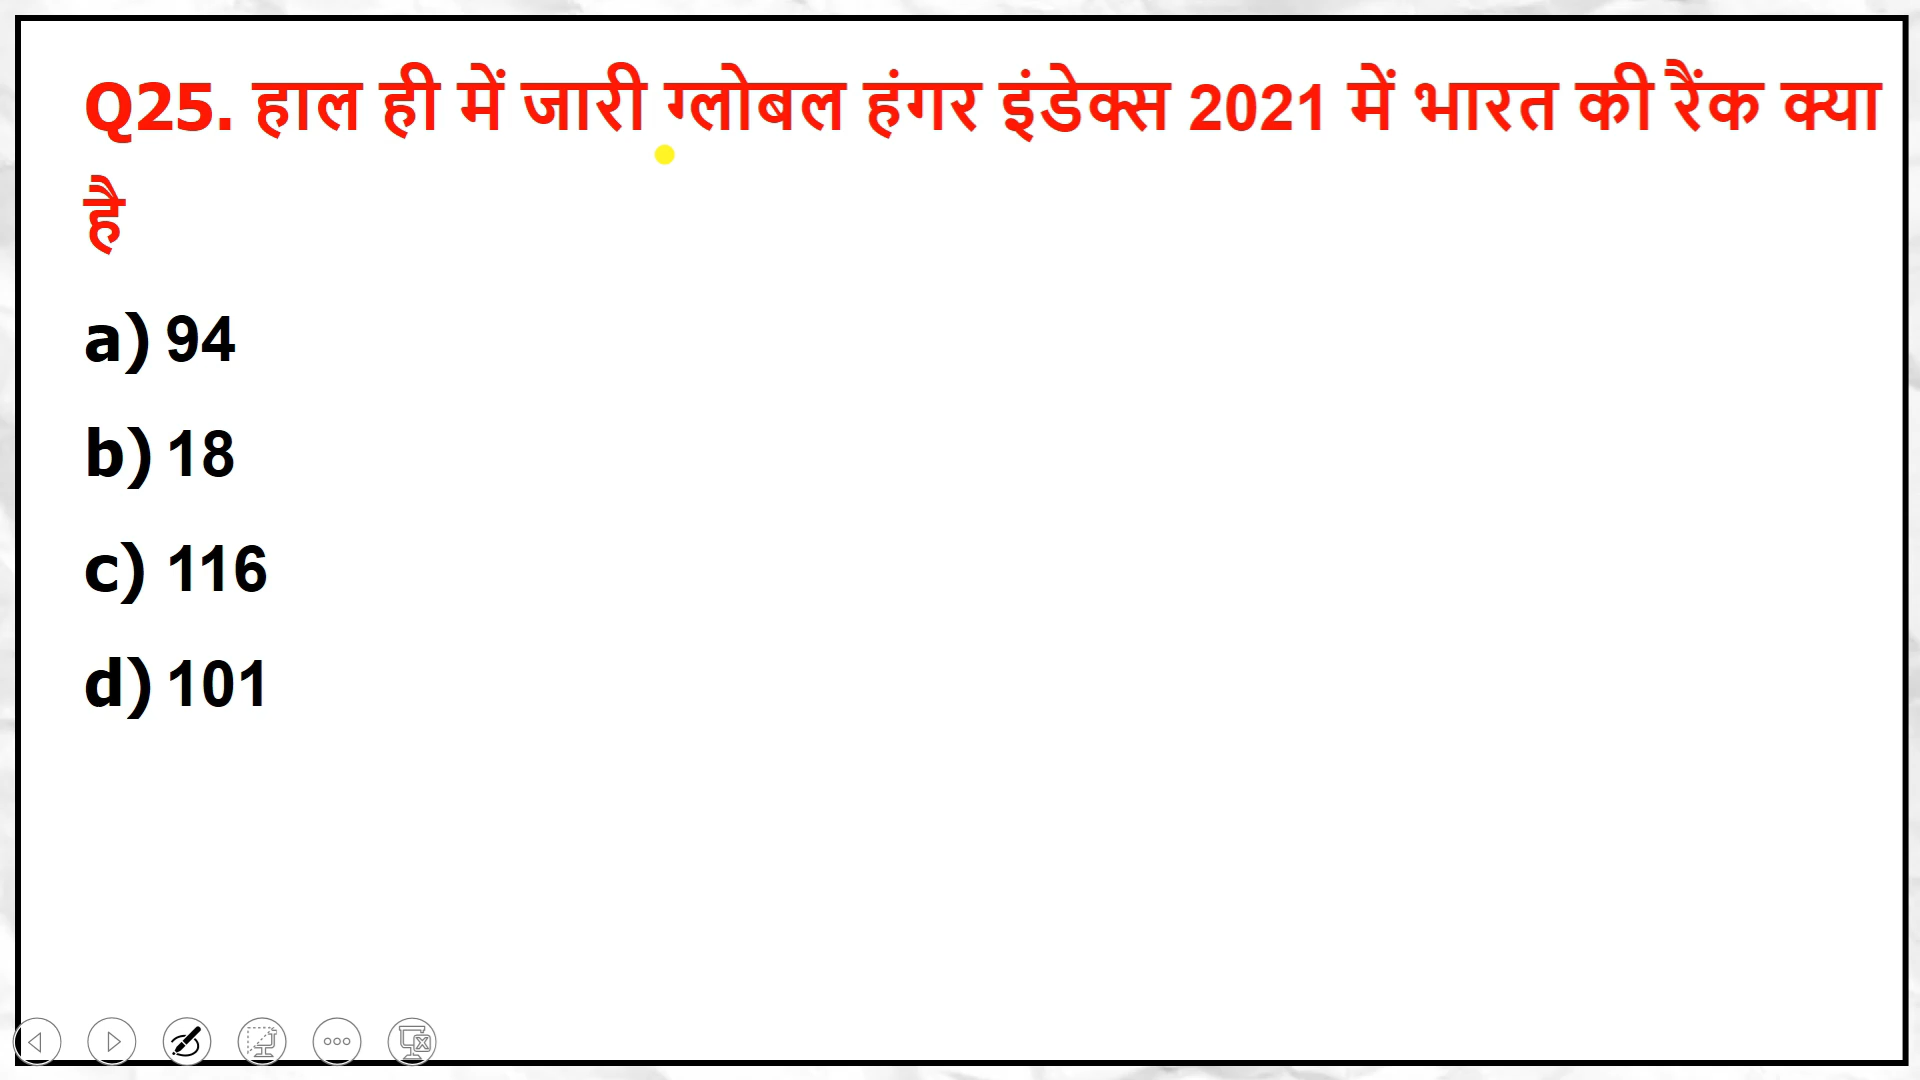 Q25. हाल ही में जारी ग्लोबल हंगर इंडेक्स 2021 में भारत की रैंक क्या
है
a) 94
b) 18
c) 116
d) 101